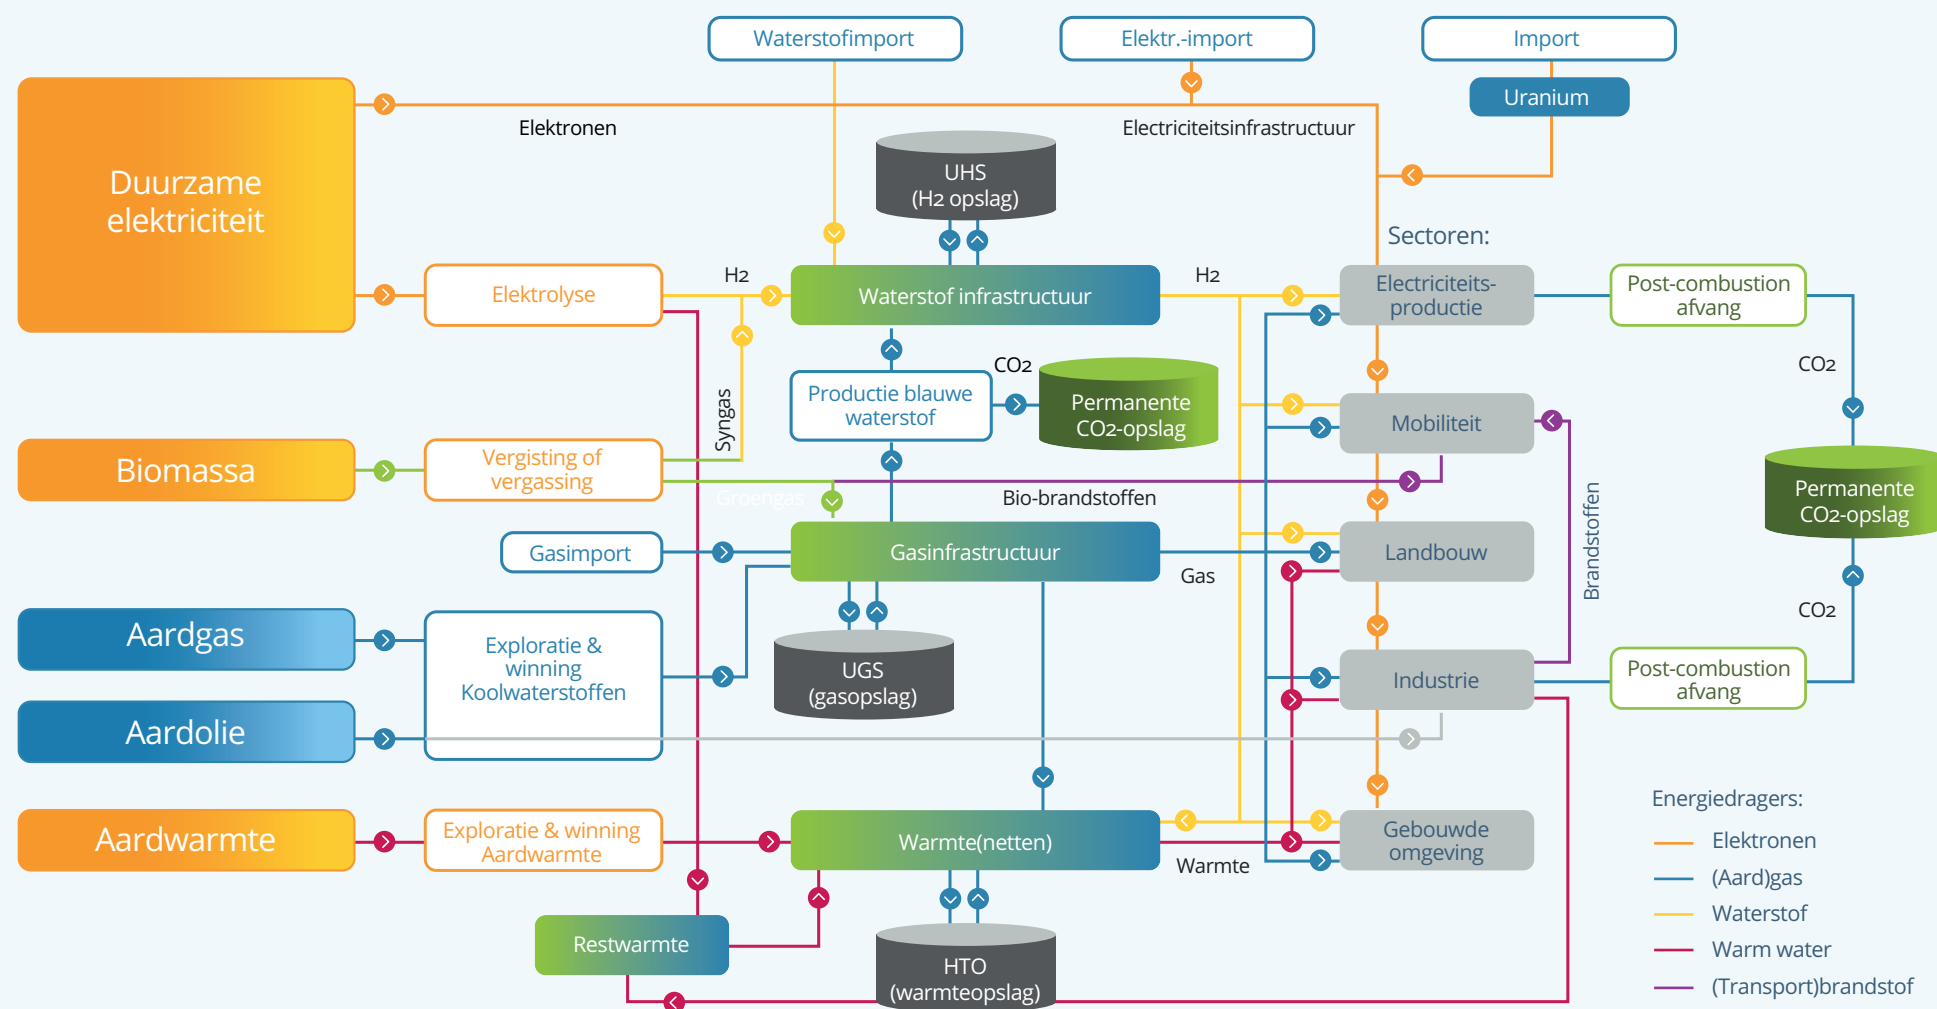 Waterstofimport
Elektr.-import
Import
Uranium
Duurzame
elektriciteit
Elektronen
Electriciteitsinfrastructuur
UHS
(H2 opslag)
Sectoren:
Elektrolyse
H2
Waterstof infrastructuur
H2
Electriciteits-
productie
Post-combustion
afvang
Syngas
Productie blauwe
waterstof
CO2
Permanente
CO2-opslag
Mobiliteit
CO2
Biomassa
Vergisting of
vergassing
Groengas
Bio-brandstoffen
Brandstoffen
Permanente
CO2-opslag
Gasimport
Gasinfrastructuur
Gas
Landbouw
CO2
Aardgas
Exploratie &
winning
Koolwaterstoffen
UGS
(gasopslag)
Industrie
Post-combustion
afvang
Aardolie
Aardwarmte
Exploratie & winning
Aardwarmte
Warmte(netten)
Warmte
Gebouwde
omgeving
Restwarmte
HTO
(warmteopslag)
Energiedragers:
Elektronen
(Aard)gas
Waterstof
Warm water
(Transport)brandstof